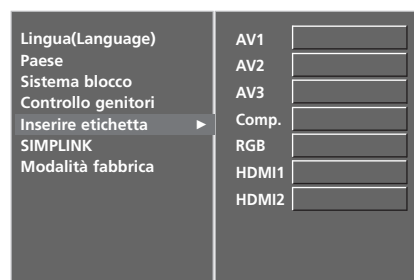 Lingua(Language)
Paese
Sistema blocco
Controllo genitori
Inserire etichetta ►
SIMPLINK
Modalità fabbrica
AV1
AV2
AV3
Comp.
RGB
HDMI1
HDMI2